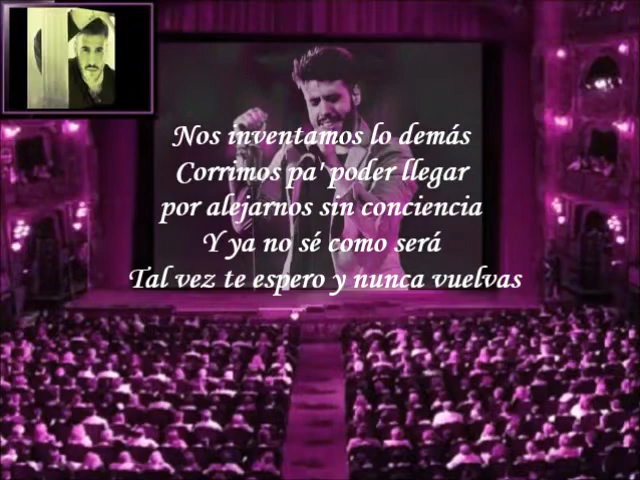 Nos inventamos lo demás
Corrimos pa' poder llegar
por alejarnos sin conciencia
Y ya no sé como será
Tal vez te espero y nunca vuelvas